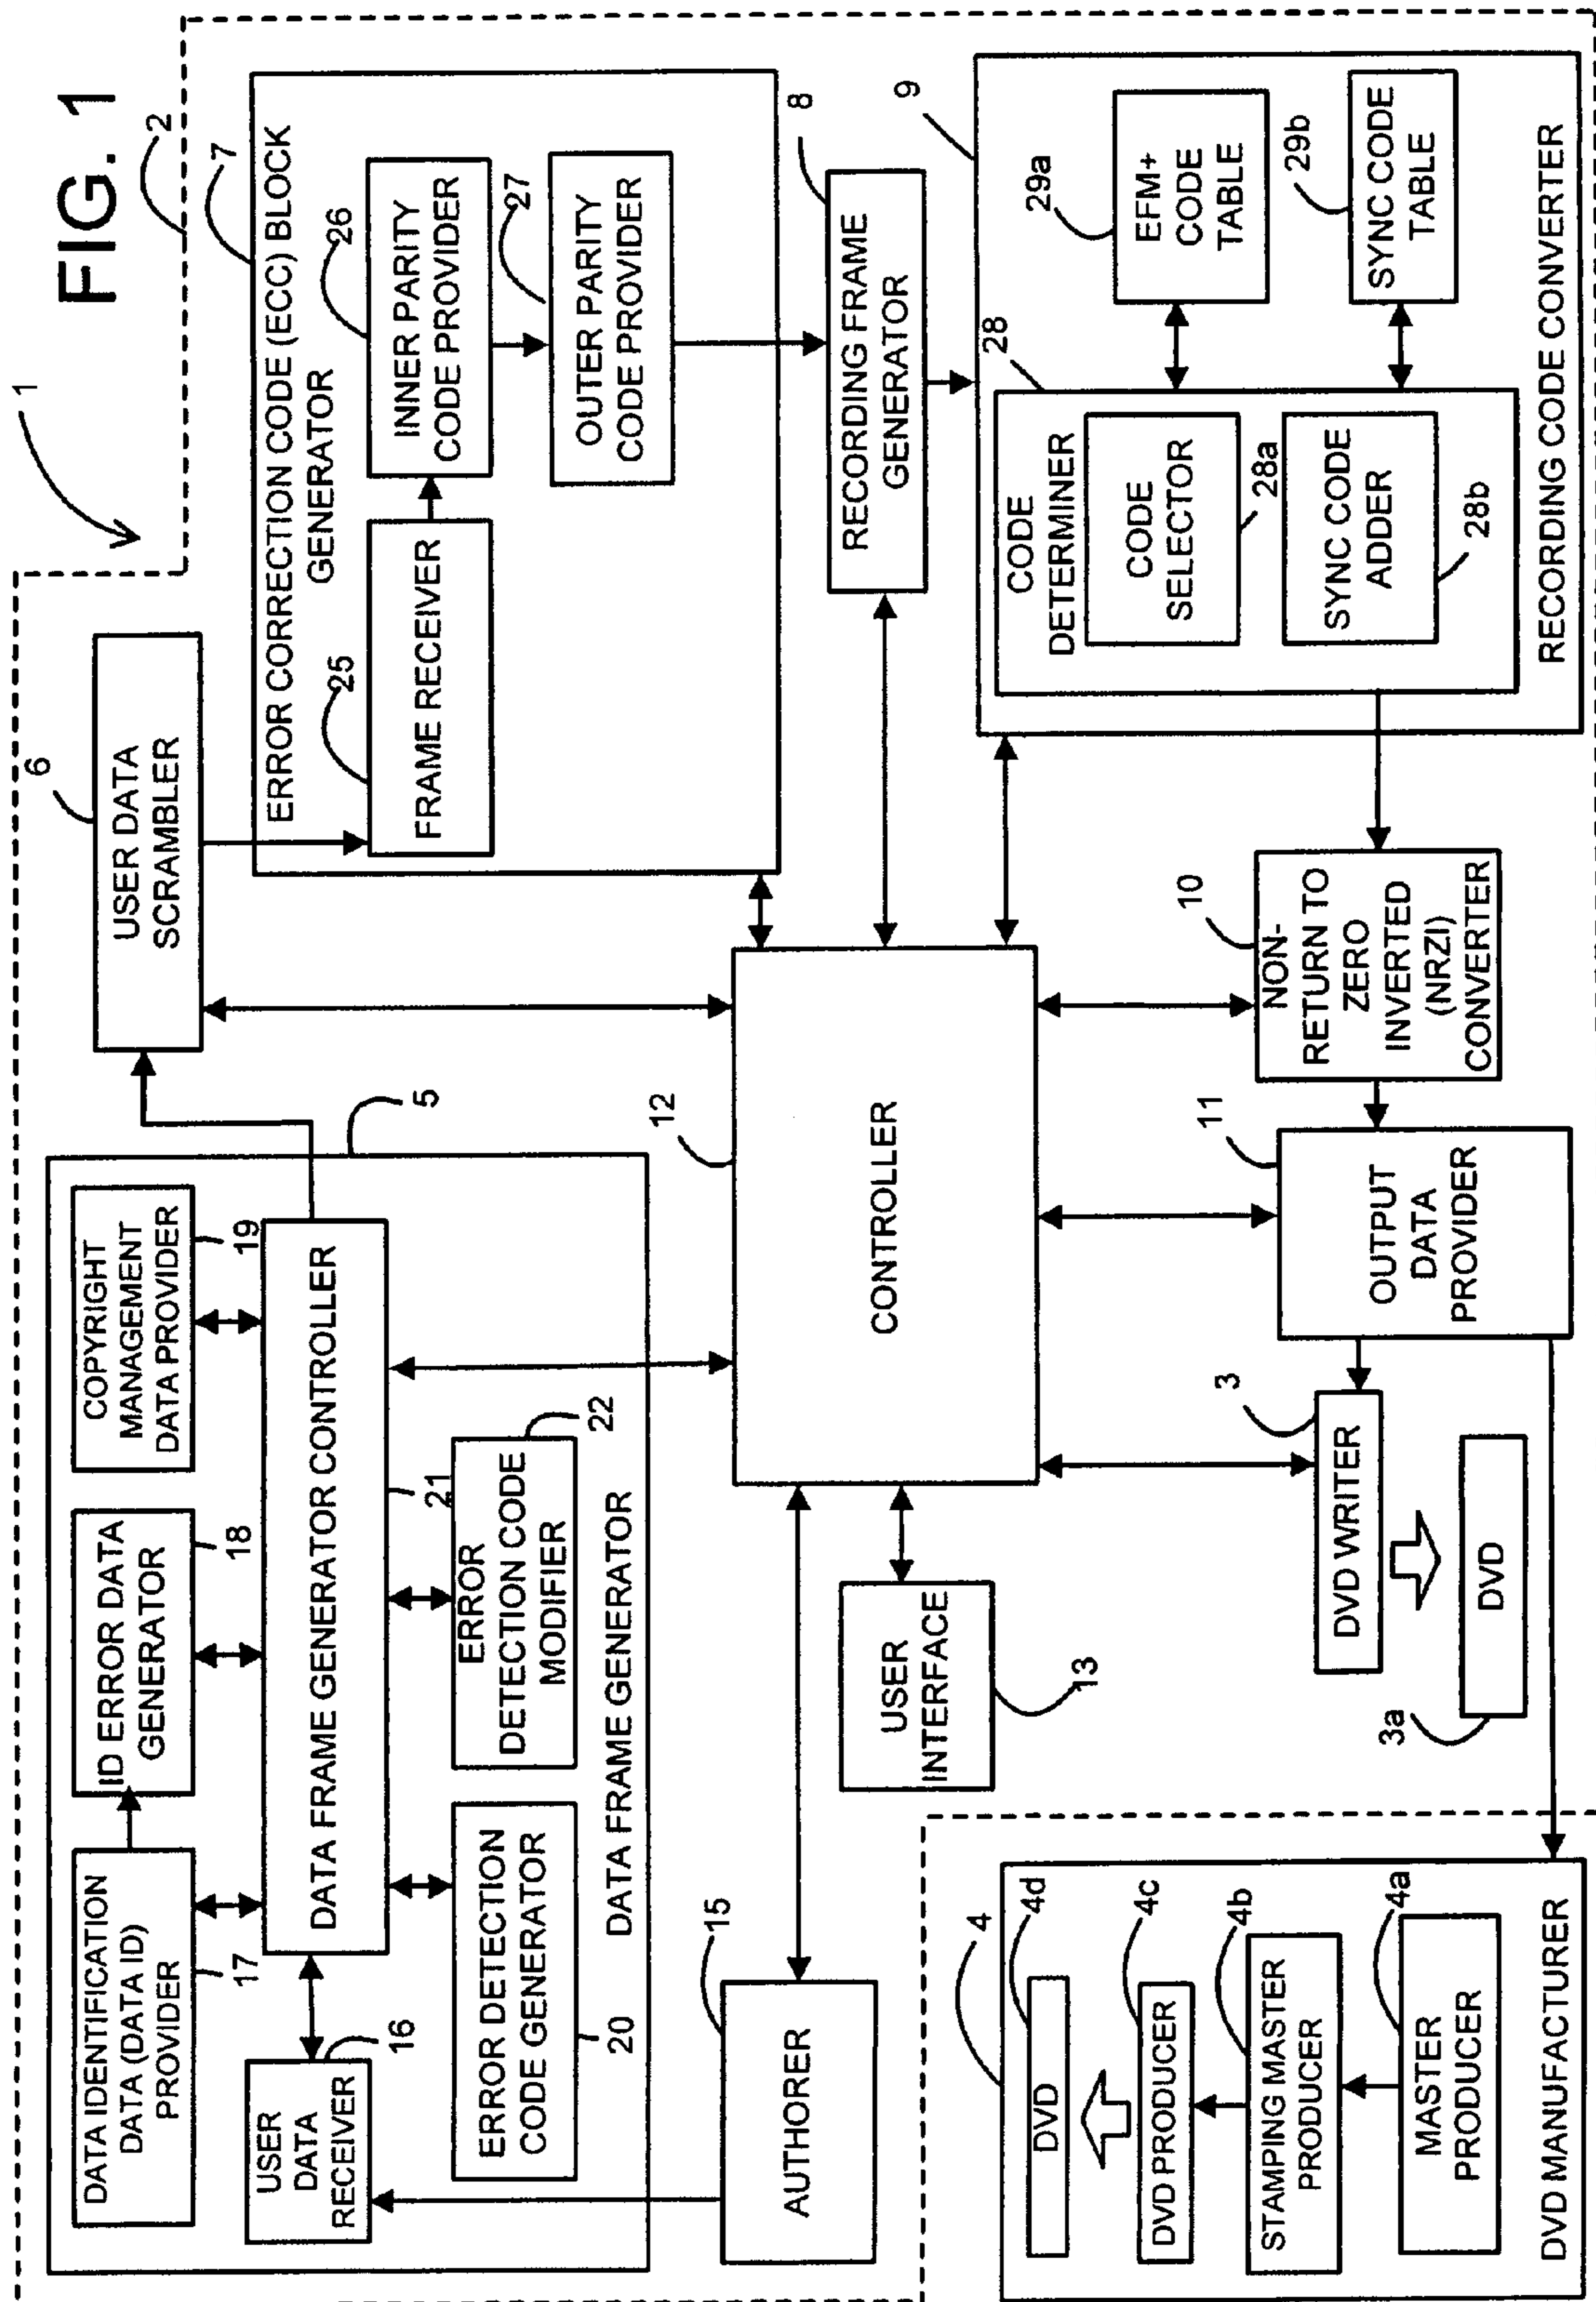 FIG. 1
1
2
5
DATA IDENTIFICATION
DATA (DATA ID)
PROVIDER
17
ID ERROR DATA
GENERATOR
18
COPYRIGHT
MANAGEMENT
DATA PROVIDER
19
USER
DATA
RECEIVER
16
DATA FRAME GENERATOR CONTROLLER
21
ERROR DETECTION
CODE GENERATOR
20
ERROR
DETECTION CODE
MODIFIER
22
DATA FRAME GENERATOR
6
USER DATA
SCRAMBLER
7
ERROR CORRECTION CODE (ECC) BLOCK
GENERATOR
25
FRAME RECEIVER
26
INNER PARITY
CODE PROVIDER
27
OUTER PARITY
CODE PROVIDER
15
AUTHORER
12
CONTROLLER
USER
INTERFACE
13
8
RECORDING FRAME
GENERATOR
9
28
CODE
DETERMINER
CODE
SELECTOR
28a
SYNC CODE
ADDER
28b
29a
EFM+
CODE
TABLE
29b
SYNC CODE
TABLE
RECORDING CODE CONVERTER
10
NON-
RETURN TO
ZERO
INVERTED
(NRZI)
CONVERTER
11
OUTPUT
DATA
PROVIDER
3
DVD WRITER
3a
DVD
4
4d
DVD
4c
DVD PRODUCER
4b
STAMPING MASTER
PRODUCER
4a
MASTER
PRODUCER
DVD MANUFACTURER